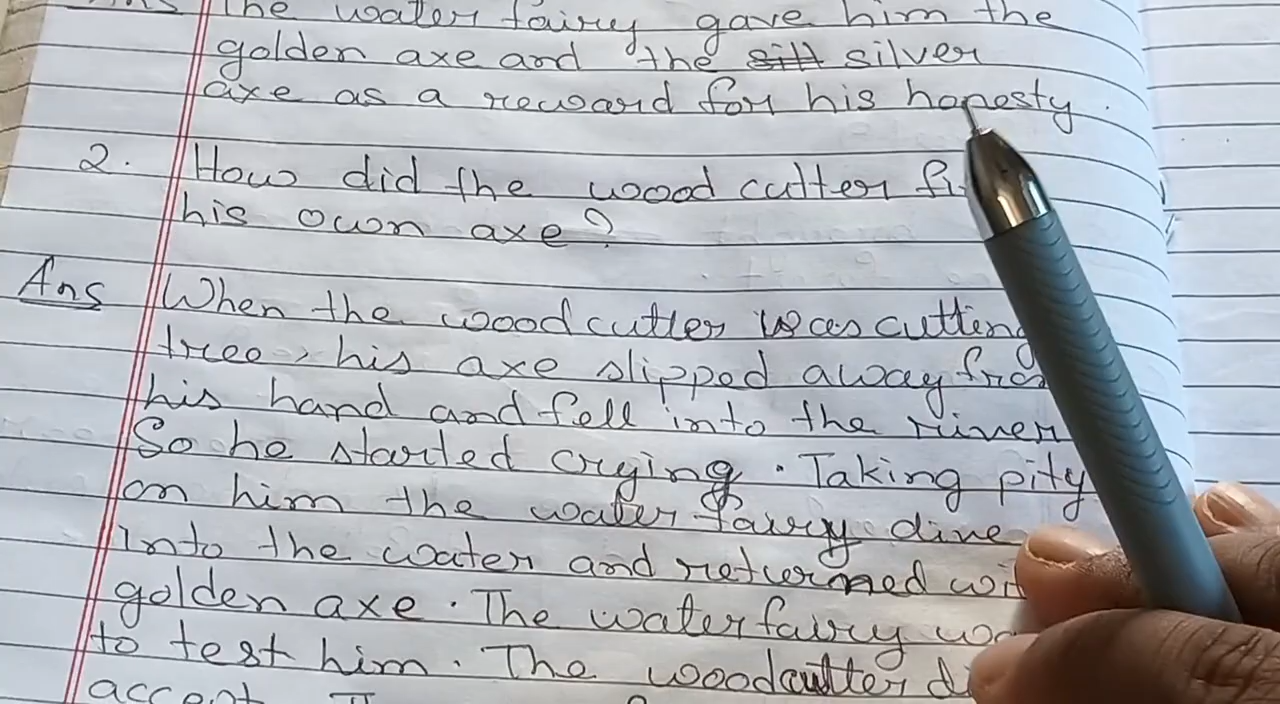 The water fairy gave him the
golden axe and the silver
axe as a reward for his honesty.
2. How did the wood cutter
his own axe?
Ans When the woodcutter was cutting
tree, his axe slipped away from
his hand and fell into the river
So he started crying. Taking pity
on him the water fairy dive
into the water and returned
golden axe. The water fairy
to test him. The woodcutter
accept.